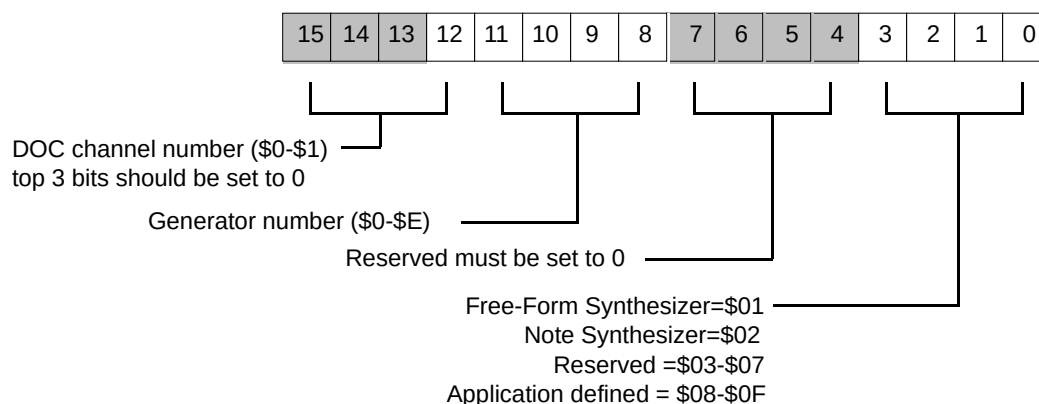 15 14 13 12 11 10 9 8 7 6 5 4 3 2 1 0
DOC channel number ($0-$1)
top 3 bits should be set to 0
Generator number ($0-$E)
Reserved must be set to 0
Free-Form Synthesizer=$01
Note Synthesizer=$02
Reserved =$03-$07
Application defined = $08-$0F